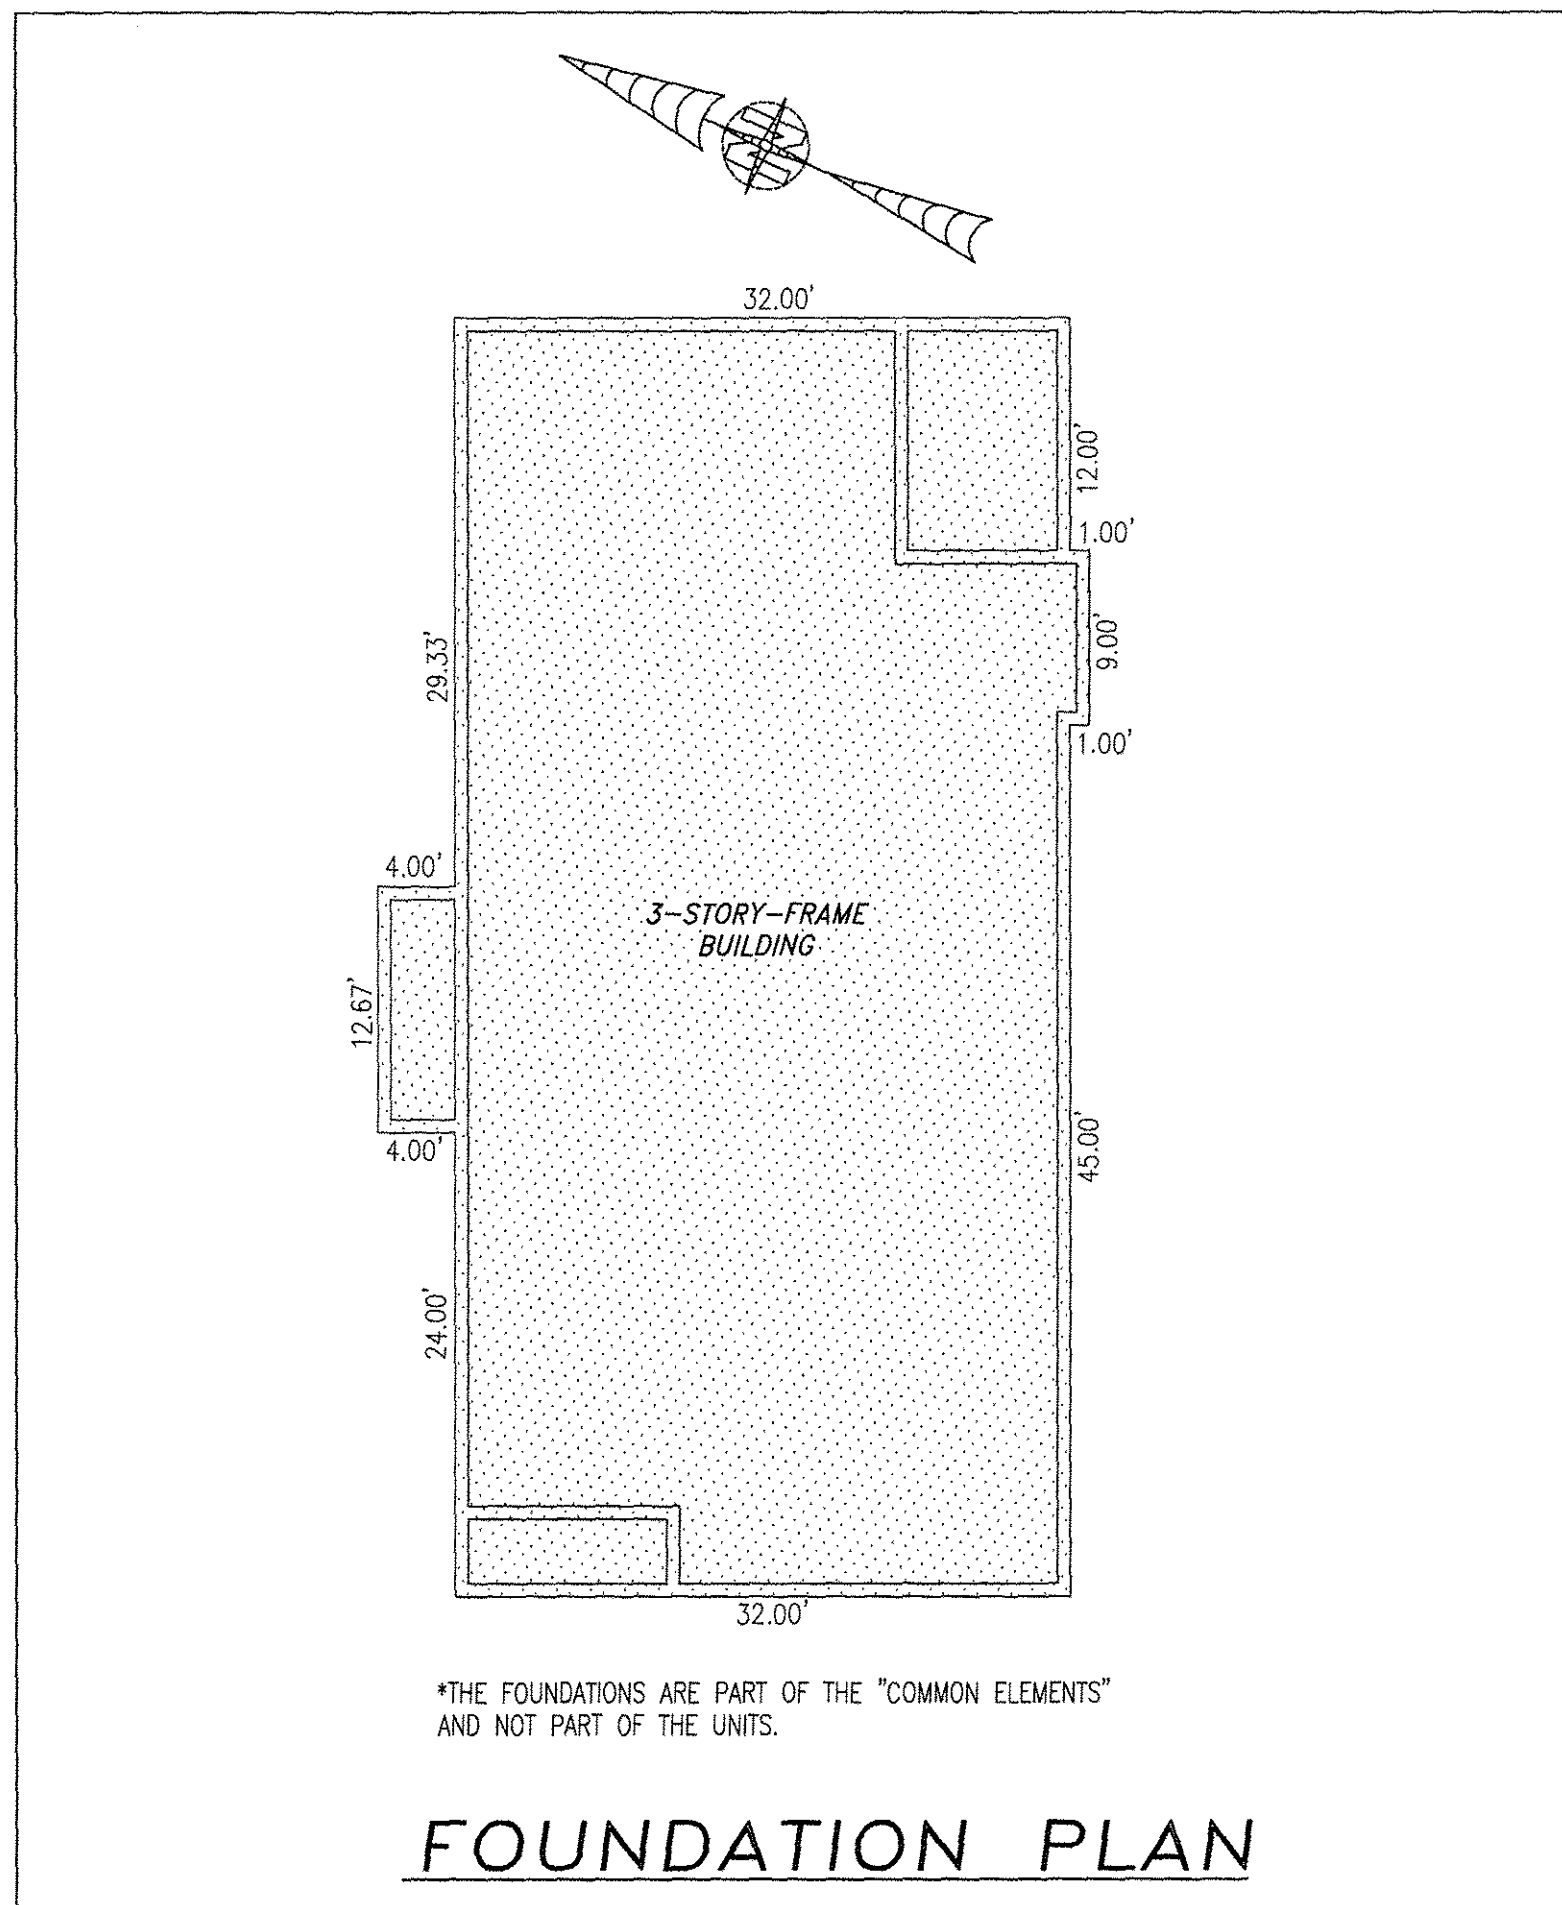 32.00'
12.00'
1.00'
9.00'
29.33'
1.00'
4.00'
3-STORY-FRAME
BUILDING
12.67'
4.00'
45.00'
24.00'
32.00'
*THE FOUNDATIONS ARE PART OF THE "COMMON ELEMENTS"
AND NOT PART OF THE UNITS.
FOUNDATION PLAN